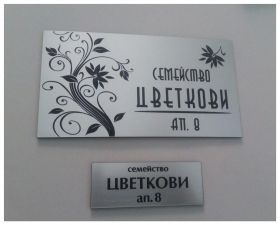 СЕМЕЙСТВО
ЦВЕТКОВИ
АП. 8
семейство
ЦВЕТКОВИ
ап. 8